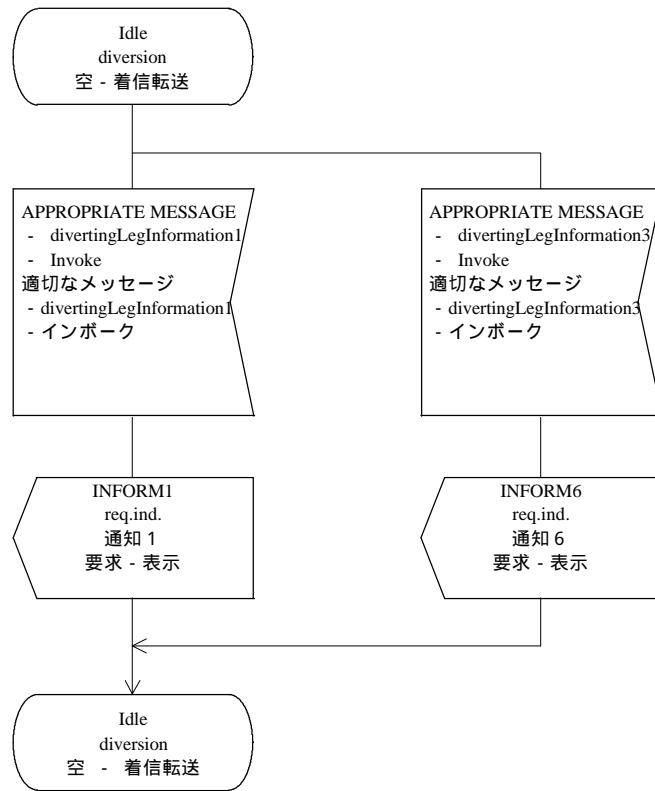 Idle
diversion
空 - 着信転送
APPROPRIATE MESSAGE
- divertingLegInformation1
- Invoke
適切なメッセージ
- divertingLegInformation1
- インボーク
APPROPRIATE MESSAGE
- divertingLegInformation3
- Invoke
適切なメッセージ
- divertingLegInformation3
- インボーク
INFORM1
req.ind.
通知 1
要求 - 表示
INFORM6
req.ind.
通知 6
要求 - 表示
Idle
diversion
空 - 着信転送